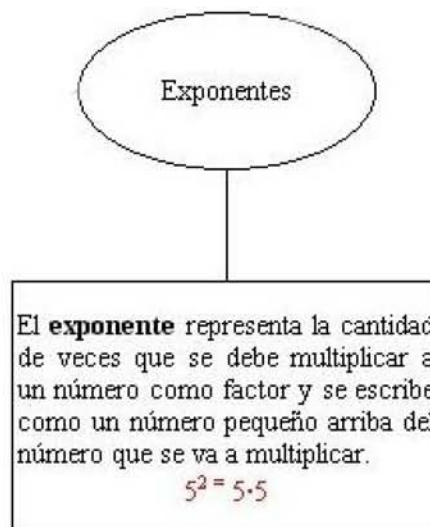 Exponentes
El exponente representa la cantidad
de veces que se debe multiplicar a
un número como factor y se escribe
como un número pequeño arriba del
número que se va a multiplicar.
5² = 5·5